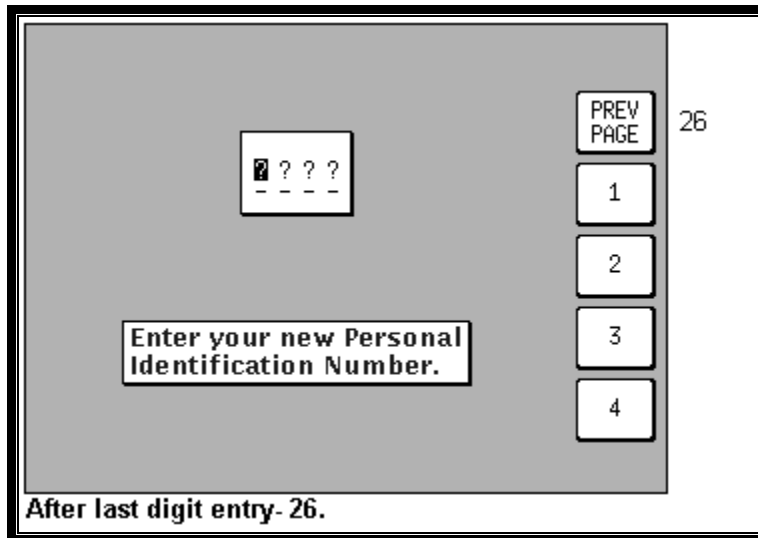 PREV
PAGE
26
? ? ? ?
1
2
Enter your new Personal
Identification Number.
3
4
After last digit entry- 26.